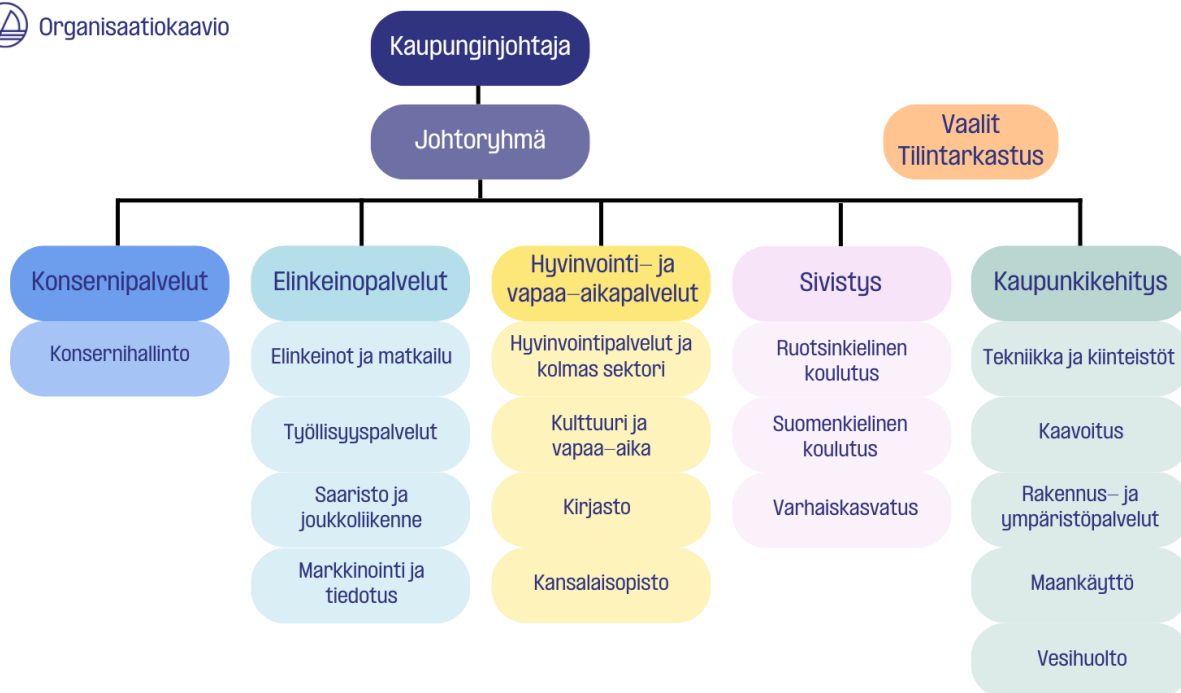 Organisaatiokaavio
Kaupunginjohtaja
Johtoryhmä
Vaalit
Tilintarkastus
Konsernipalvelut
Konsernihallinto
Elinkeinopalvelut
Elinkeinot ja matkailu
Työllisyyspalvelut
Saaristo ja
joukkoliikenne
Markkinointi ja
tiedotus
Hyvinvointi– ja
vapaa–aikapalvelut
Hyvinvointipalvelut ja
kolmas sektori
Kulttuuri ja
vapaa–aika
Kirjasto
Kansalaisopisto
Sivistys
Ruotsinkielinen
koulutus
Suomenkielinen
koulutus
Varhaiskasvatus
Kaupunkikehitys
Tekniikka ja kiinteistöt
Kaavoitus
Rakennus– ja
ympäristöpalvelut
Maankäyttö
Vesihuolto